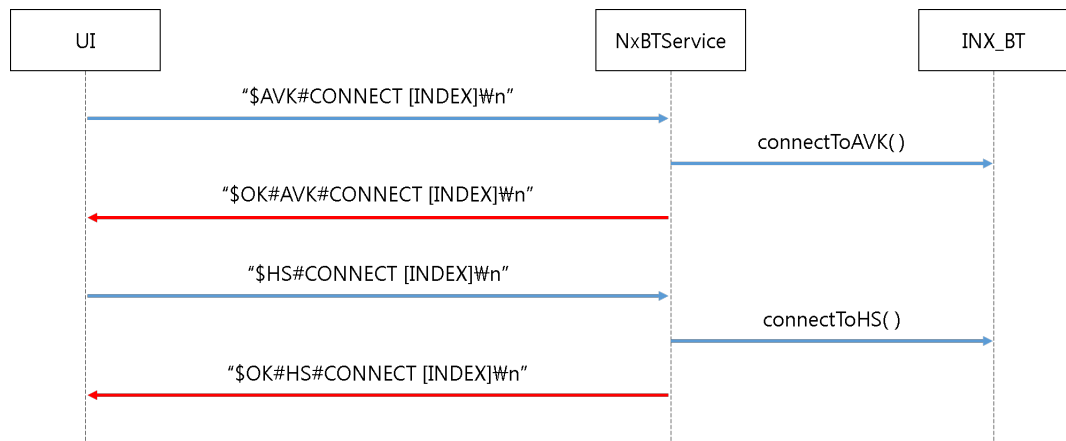 UI
NxBTService
INX_BT
“$AVK#CONNECT [INDEX]₩n”
connectToAVK( )
“$OK#AVK#CONNECT [INDEX]₩n”
“$HS#CONNECT [INDEX]₩n”
connectToHS( )
“$OK#HS#CONNECT [INDEX]₩n”